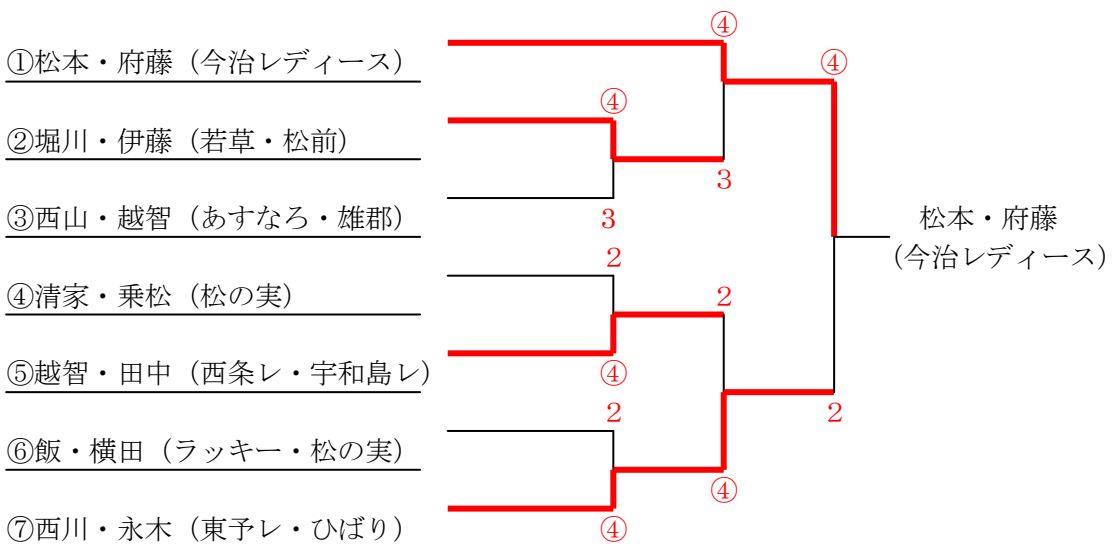 ④
①松本・府藤（今治レディース）
④
④
②堀川・伊藤（若草・松前）
3
③西山・越智（あすなろ・雄郡）
3
松本・府藤
（今治レディース）
2
④清家・乗松（松の実）
2
⑤越智・田中（西条レ・宇和島レ）
④
2
2
⑥飯・横田（ラッキー・松の実）
④
⑦西川・永木（東予レ・ひばり）
④